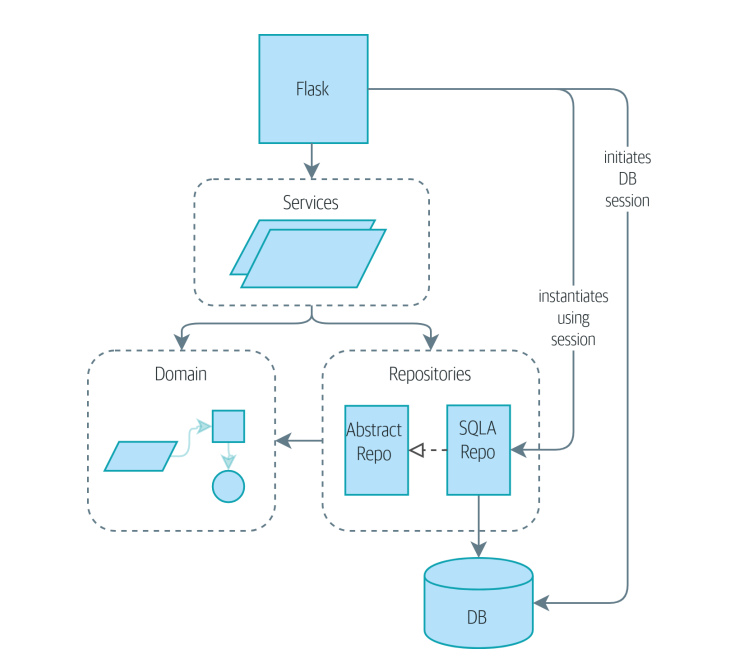 Flask
initiates
DB
session
Services
instantiates
using
session
Domain
Repositories
Abstract
Repo
SQLA
Repo
DB